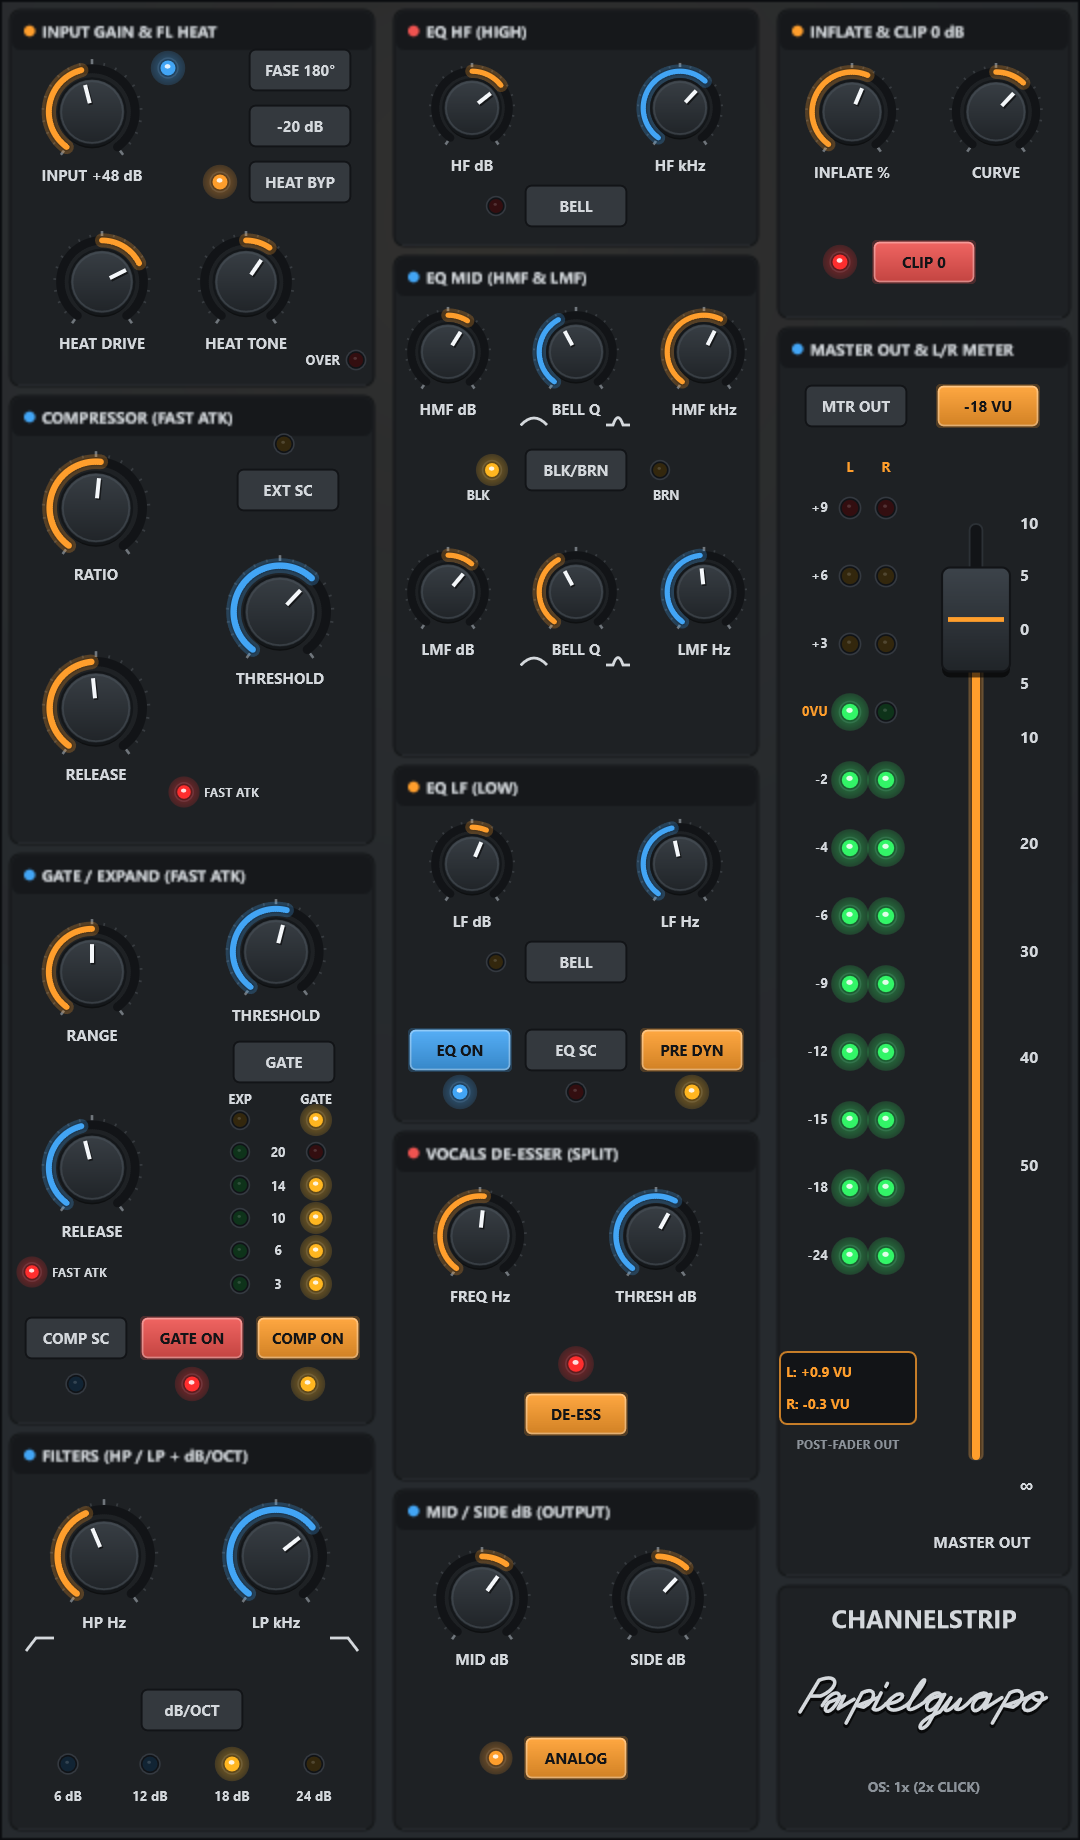 INPUT GAIN & FL HEAT
FASE 180°
-20 dB
INPUT +48 dB
HEAT BYP
HEAT DRIVE
HEAT TONE
OVER
COMPRESSOR (FAST ATK)
EXT SC
RATIO
THRESHOLD
RELEASE
FAST ATK
GATE / EXPAND (FAST ATK)
RANGE
THRESHOLD
GATE
EXP GATE
20
14
10
6
3
RELEASE
FAST ATK
COMP SC
GATE ON
COMP ON
FILTERS (HP / LP + dB/OCT)
HP Hz
LP kHz
dB/OCT
6 dB
12 dB
18 dB
24 dB
EQ HF (HIGH)
HF dB
HF kHz
BELL
EQ MID (HMF & LMF)
HMF dB
BELL Q
HMF kHz
BLK/BRN
BLK
BRN
LMF dB
BELL Q
LMF Hz
EQ LF (LOW)
LF dB
LF Hz
BELL
EQ ON
EQ SC
PRE DYN
VOCALS DE-ESSER (SPLIT)
FREQ Hz
THRESH dB
DE-ESS
MID / SIDE dB (OUTPUT)
MID dB
SIDE dB
ANALOG
INFLATE & CLIP 0 dB
INFLATE %
CURVE
CLIP 0
MASTER OUT & L/R METER
MTR OUT
-18 VU
L R
+9
+6
+3
0VU
-2
-4
-6
-9
-12
-15
-18
-24
10
5
0
5
10
20
30
40
50
∞
L: +0.9 VU
R: -0.3 VU
POST-FADER OUT
MASTER OUT
CHANNELSTRIP
Papielguapo
OS: 1x (2x CLICK)